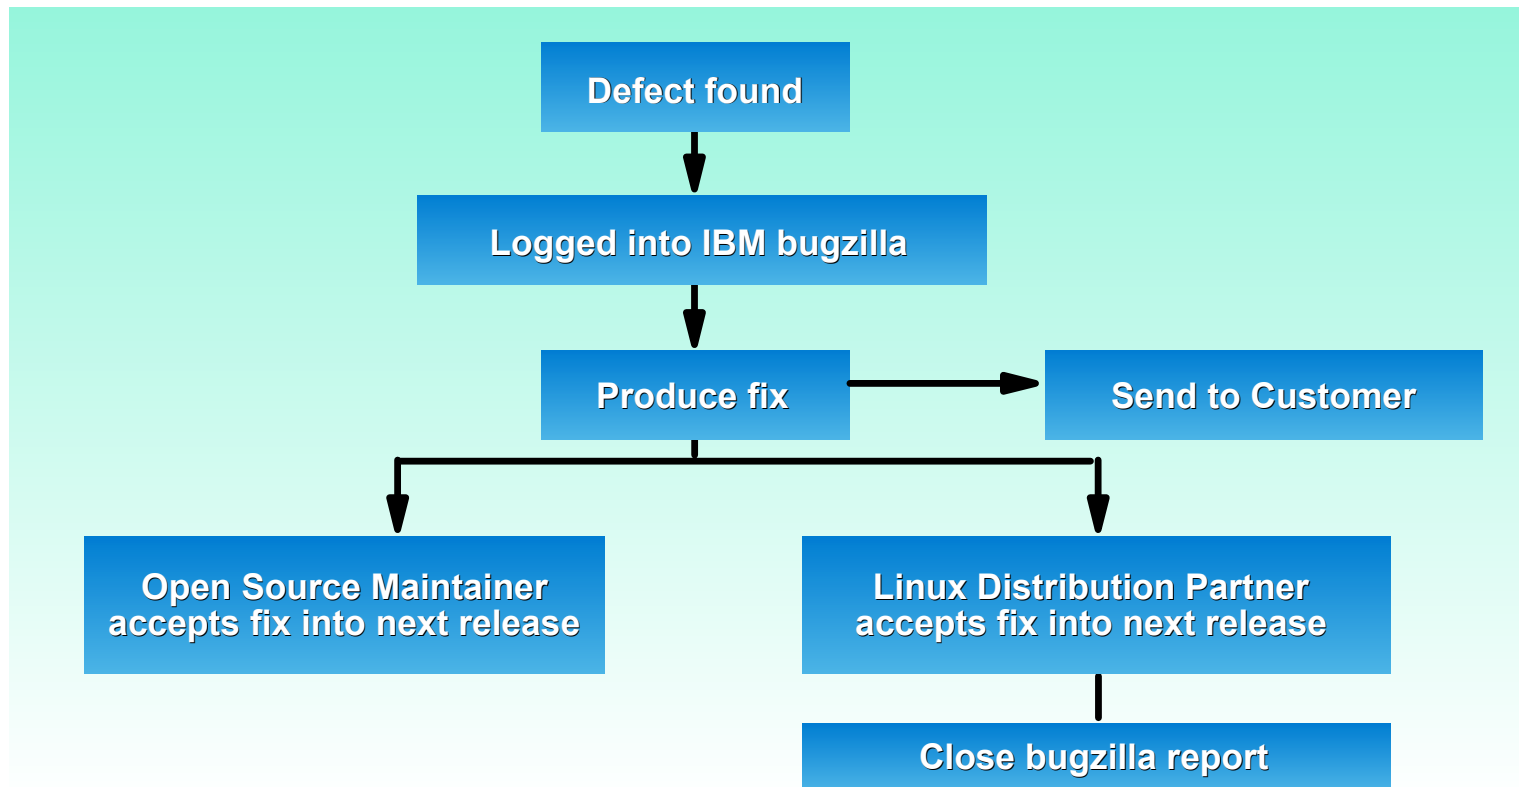 Defect found
Logged into IBM bugzilla
Produce fix
Send to Customer
Open Source Maintainer
accepts fix into next release
Linux Distribution Partner
accepts fix into next release
Close bugzilla report